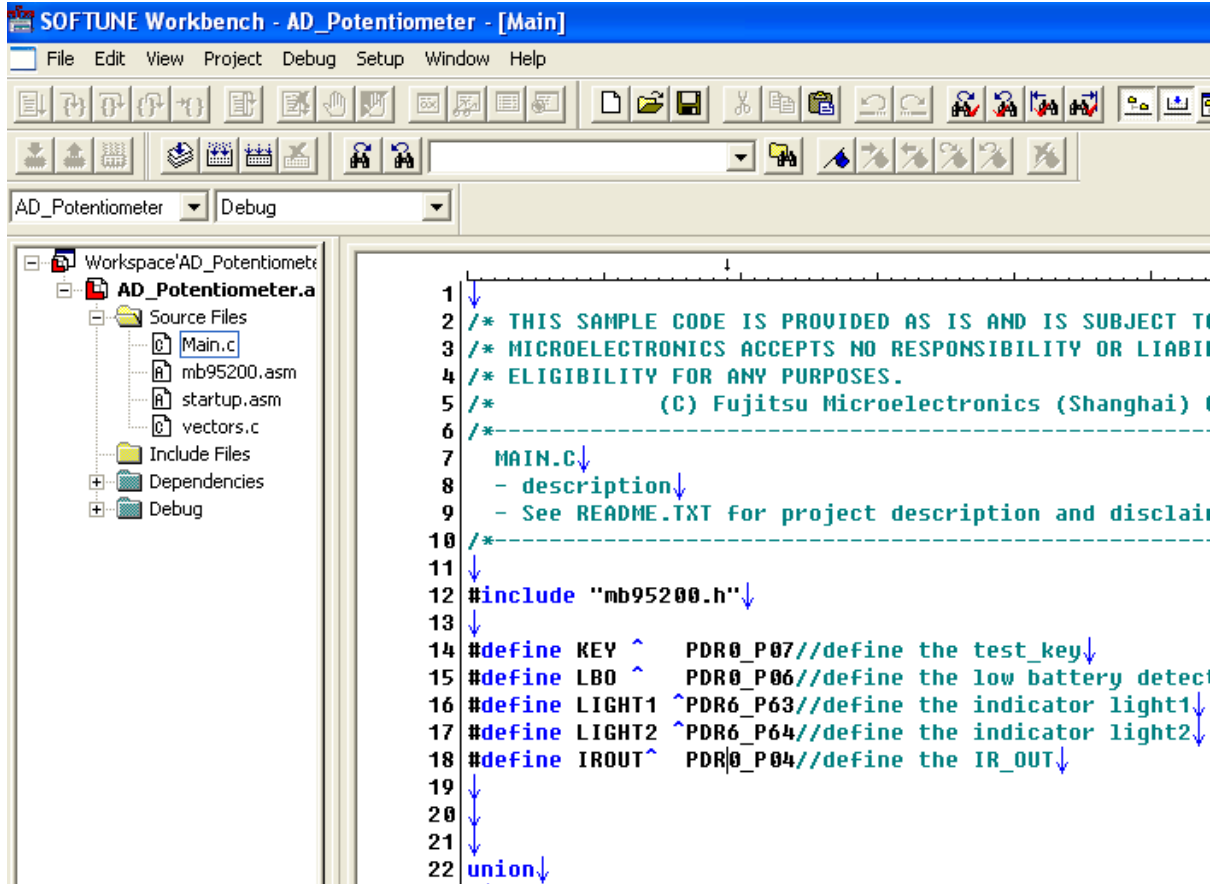 SOFTUNE Workbench - AD_Potentiometer - [Main]
File Edit View Project Debug Setup Window Help
AD_Potentiometer Debug
Workspace'AD_Potentiomete
AD_Potentiometer.a
Source Files
Main.c
mb95200.asm
startup.asm
vectors.c
Include Files
Dependencies
Debug
1
2 /* THIS SAMPLE CODE IS PROVIDED AS IS AND IS SUBJECT TO
3 /* MICROELECTRONICS ACCEPTS NO RESPONSIBILITY OR LIABIL
4 /* ELIGIBILITY FOR ANY PURPOSES.
5 /* (C) Fujitsu Microelectronics (Shanghai) C
6 /*-------------------------------------------------------
7 MAIN.C↓
8 - description↓
9 - See README.TXT for project description and disclaim
10 /*-------------------------------------------------------
11 ↓
12 #include "mb95200.h"↓
13 ↓
14 #define KEY ^ PDR0_P07//define the test_key↓
15 #define LBO ^ PDR0_P06//define the low battery detect
16 #define LIGHT1 ^PDR6_P63//define the indicator light1↓
17 #define LIGHT2 ^PDR6_P64//define the indicator light2↓
18 #define IROUT^ PDR0_P04//define the IR_OUT↓
19 ↓
20 ↓
21 ↓
22 union↓